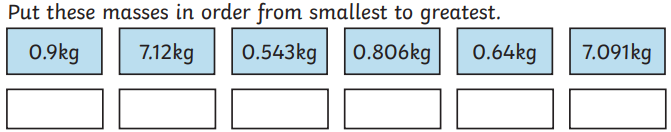 Put these masses in order from smallest to greatest.
0.9kg 7.12kg 0.543kg 0.806kg 0.64kg 7.091kg